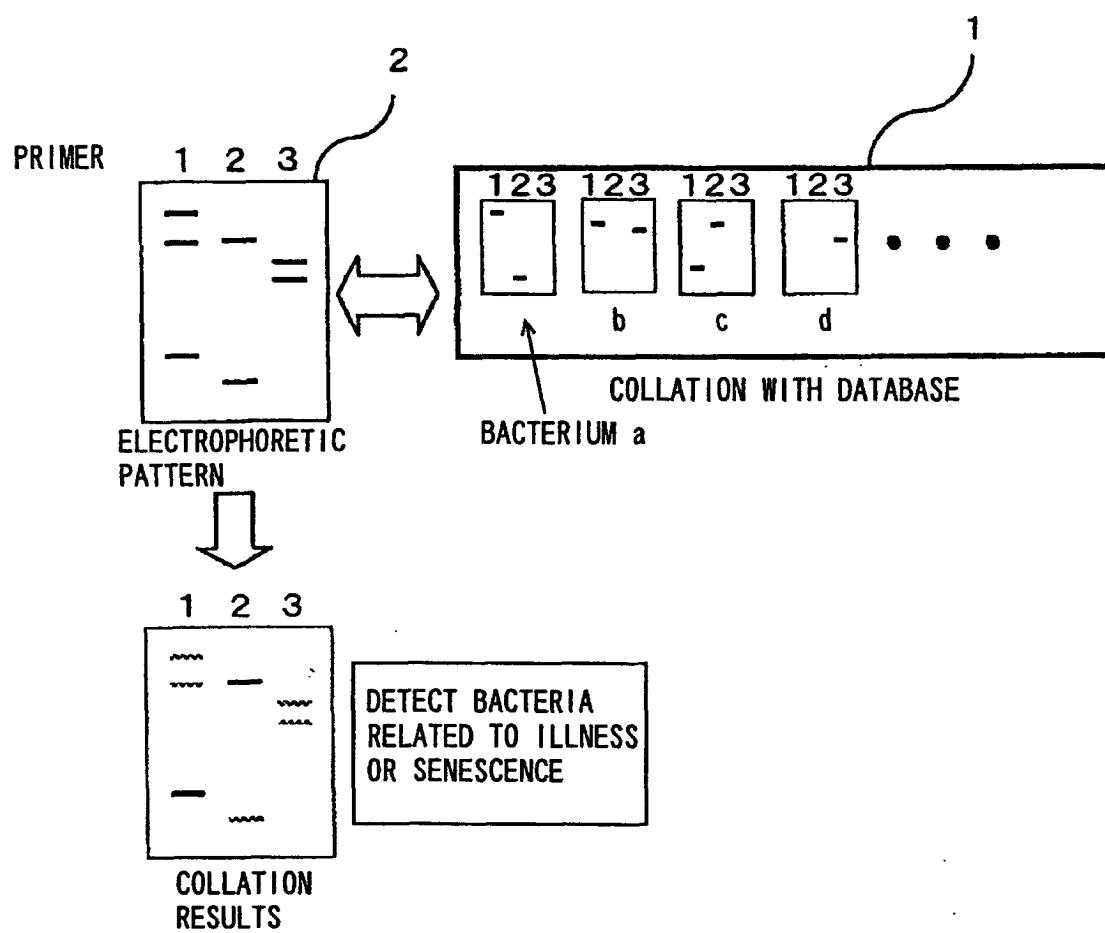 1
2
PRIMER 1 2 3
123 123 123 123
b c d
COLLATION WITH DATABASE
BACTERIUM a
ELECTROPHORETIC
PATTERN
1 2 3
DETECT BACTERIA
RELATED TO ILLNESS
OR SENESCENCE
COLLATION
RESULTS